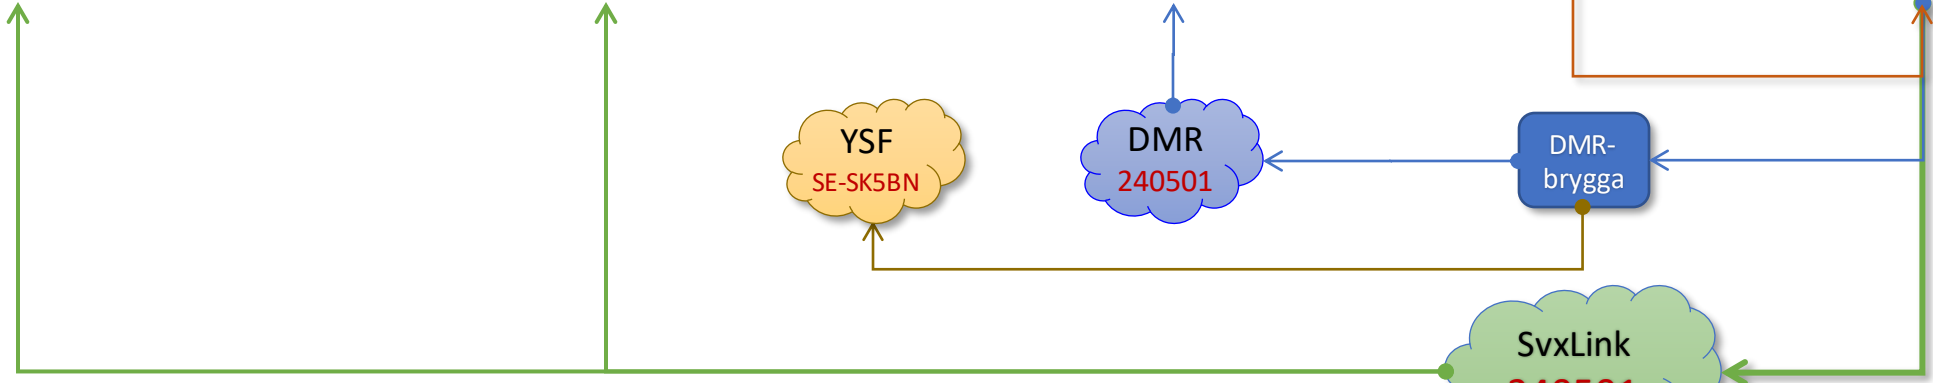 YSF
SE-SK5BN
DMR
240501
DMR-
brygga
SvxLink